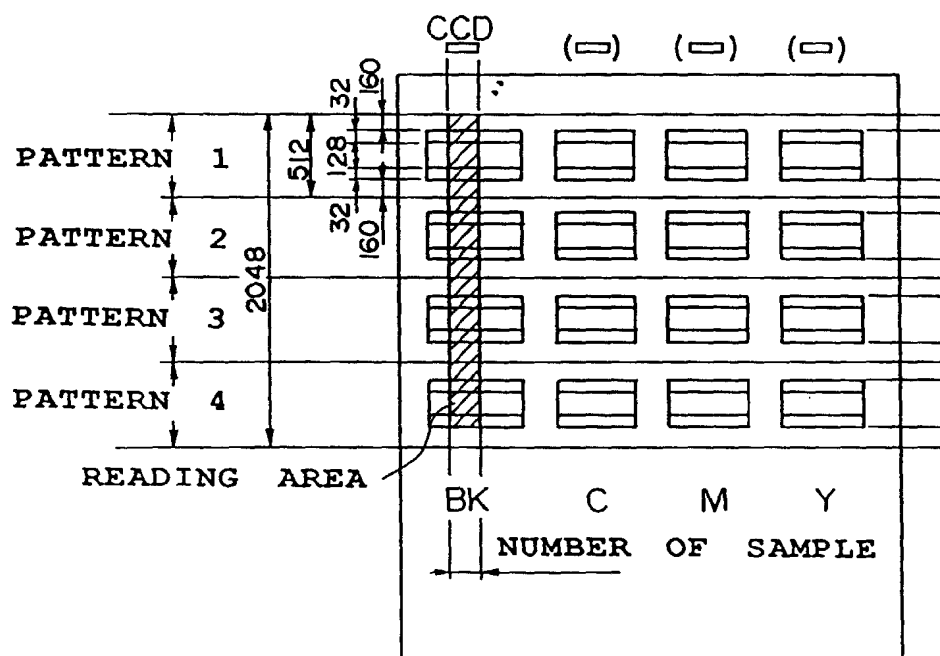 CCD
( ) ( ) ( )
32 160
PATTERN 1
512 128
32 160
PATTERN 2
2048
PATTERN 3
PATTERN 4
READING AREA
BK C M Y
NUMBER OF SAMPLE